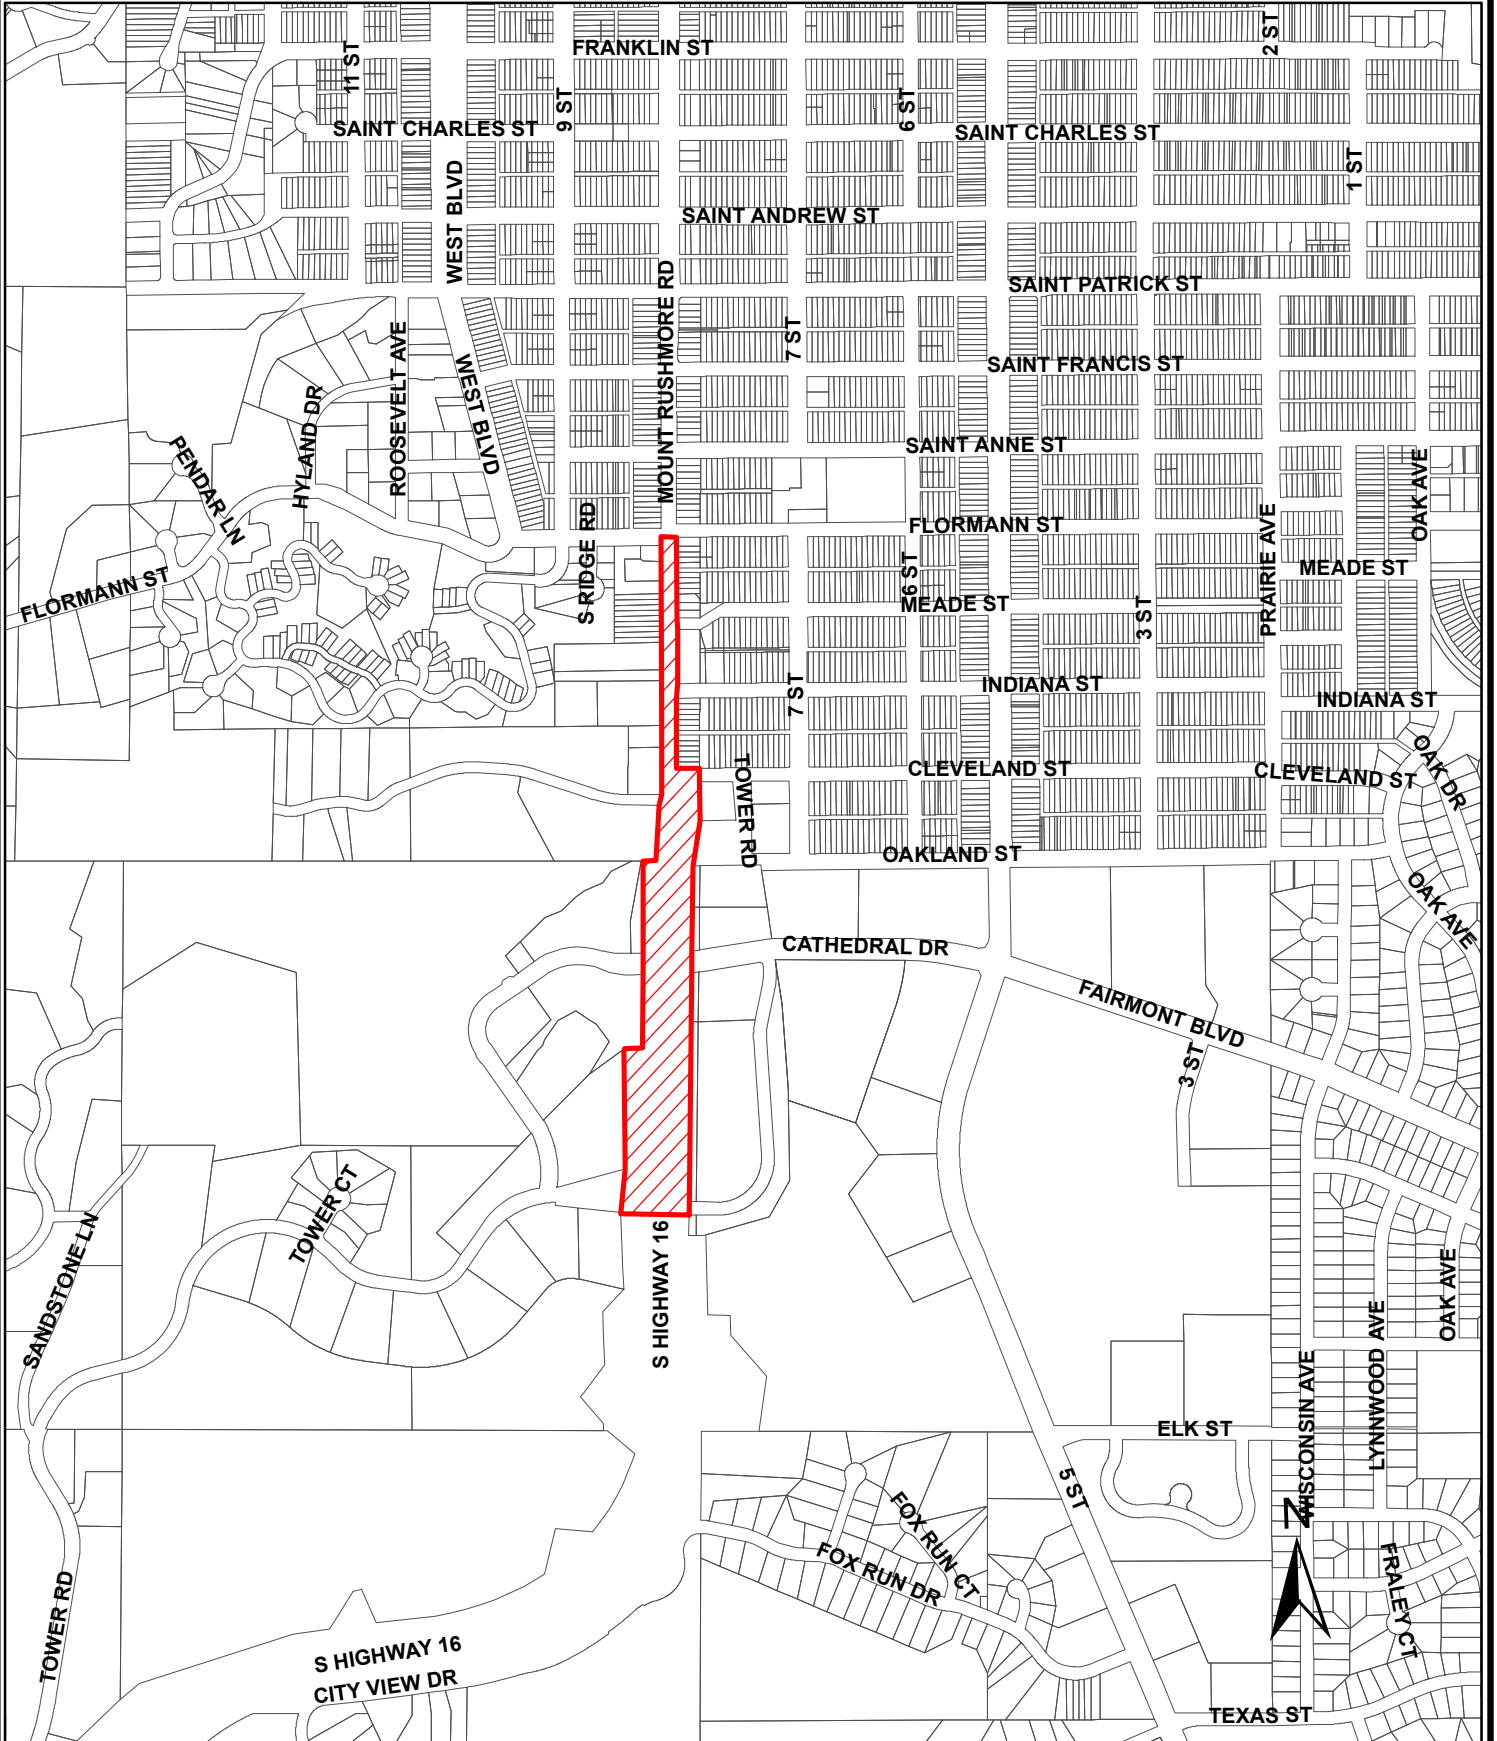 2 ST
FRANKLIN ST
11 ST
9 ST
6 ST
SAINT CHARLES ST
SAINT CHARLES ST
1 ST
WEST BLVD
SAINT ANDREW ST
SAINT PATRICK ST
MOUNT RUSHMORE RD
7 ST
ROOSEVELT AVE
SAINT FRANCIS ST
WEST BLVD
HYLAND DR
SAINT ANNE ST
PENDAR LN
OAK AVE
FLORMANN ST
S RIDGE RD
PRAIRIE AVE
6 ST
MEADE ST
FLORMANN ST
MEADE ST
3 ST
INDIANA ST
7 ST
INDIANA ST
CLEVELAND ST
CLEVELAND ST
OAK DR
TOWER RD
OAKLAND ST
OAK AVE
CATHEDRAL DR
FAIRMONT BLVD
3 ST
TOWER CT
SANDSTONE LN
S HIGHWAY 16
OAK AVE
LYNNWOOD AVE
WISCONSIN AVE
ELK ST
5 ST
N
FOX RUN CT
FOX RUN DR
FRALEY CT
TOWER RD
S HIGHWAY 16
CITY VIEW DR
TEXAS ST